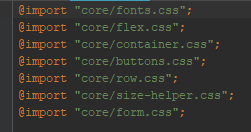 @import "core/fonts.css";
@import "core/flex.css";
@import "core/container.css";
@import "core/buttons.css";
@import "core/row.css";
@import "core/size-helper.css";
@import "core/form.css";